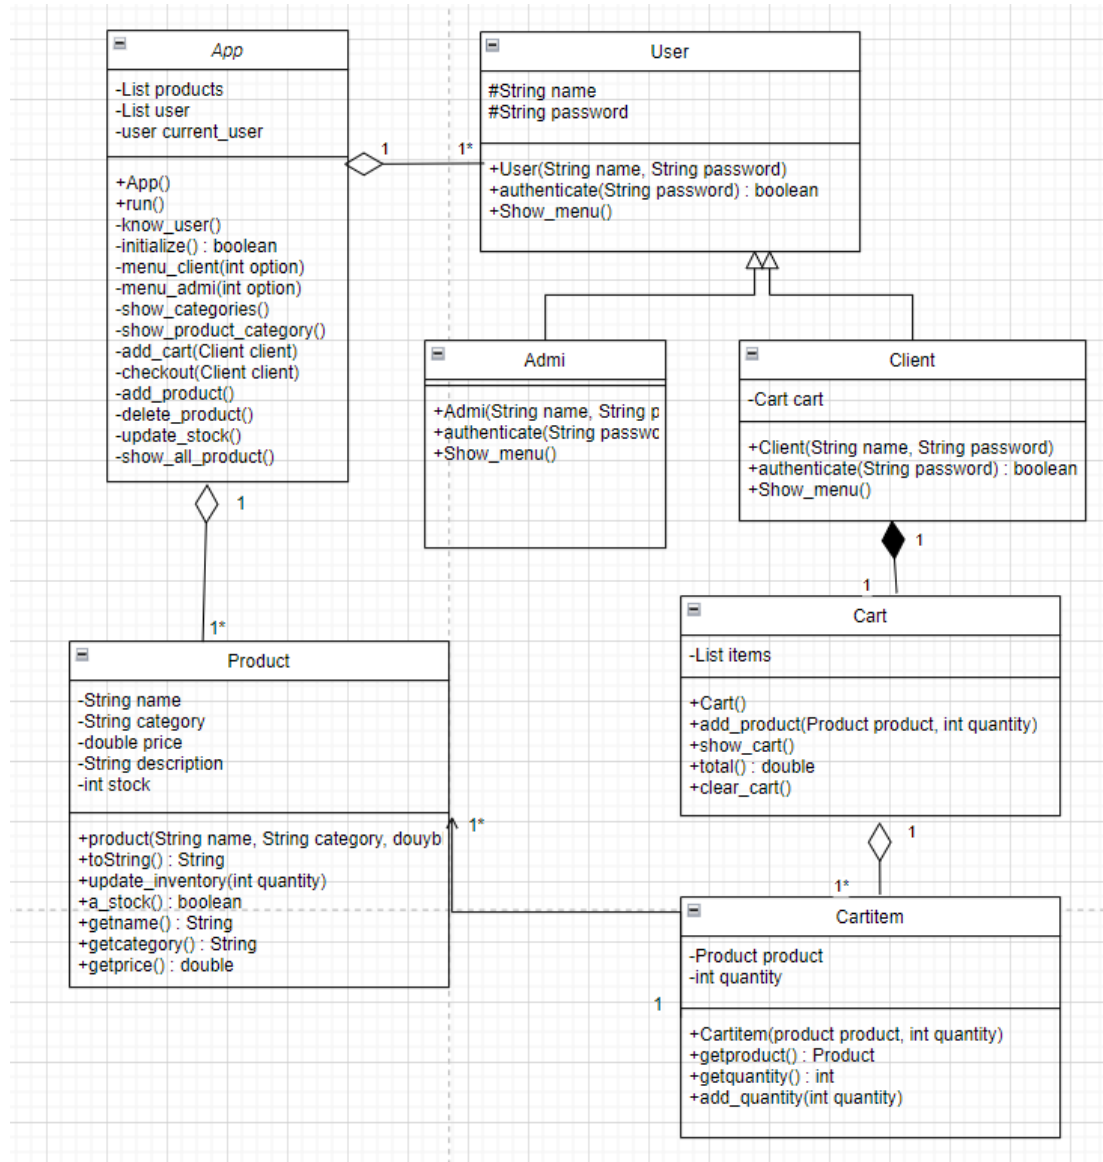 App
-List products
-List user
-user current_user
+App()
+run()
-know_user()
-initialize() : boolean
-menu_client(int option)
-menu_admi(int option)
-show_categories()
-show_product_category()
-add_cart(Client client)
-checkout(Client client)
-add_product()
-delete_product()
-update_stock()
-show_all_product()
1
1*
User
#String name
#String password
+User(String name, String password)
+authenticate(String password) : boolean
+Show_menu()
Admi
+Admi(String name, String p
+authenticate(String passwc
+Show_menu()
Client
-Cart cart
+Client(String name, String password)
+authenticate(String password) : boolean
+Show_menu()
1
1
1
1*
Product
-String name
-String category
-double price
-String description
-int stock
+product(String name, String category, douyb
+toString() : String
+update_inventory(int quantity)
+a_stock() : boolean
+getname() : String
+getcategory() : String
+getprice() : double
Cart
-List items
+Cart()
+add_product(Product product, int quantity)
+show_cart()
+total() : double
+clear_cart()
1*
1
1*
1
Cartitem
-Product product
-int quantity
+Cartitem(product product, int quantity)
+getproduct() : Product
+getquantity() : int
+add_quantity(int quantity)